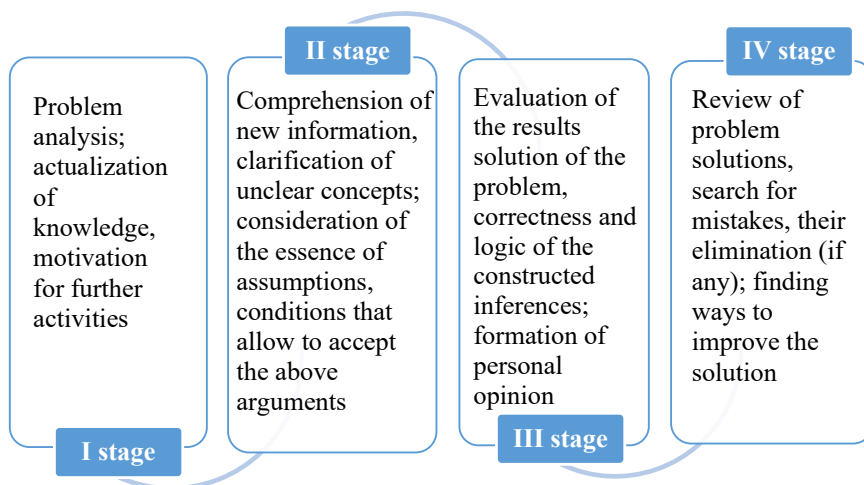 Problem
analysis;
actualization
of
knowledge,
motivation
for further
activities
I stage
II stage
Comprehension of
new information,
clarification of
unclear concepts;
consideration of
the essence of
assumptions,
conditions that
allow to accept
the above
arguments
Evaluation of
the results
solution of the
problem,
correctness and
logic of the
constructed
inferences;
formation of
personal
opinion
III stage
IV stage
Review of
problem
solutions,
search for
mistakes, their
elimination (if
any); finding
ways to
improve the
solution